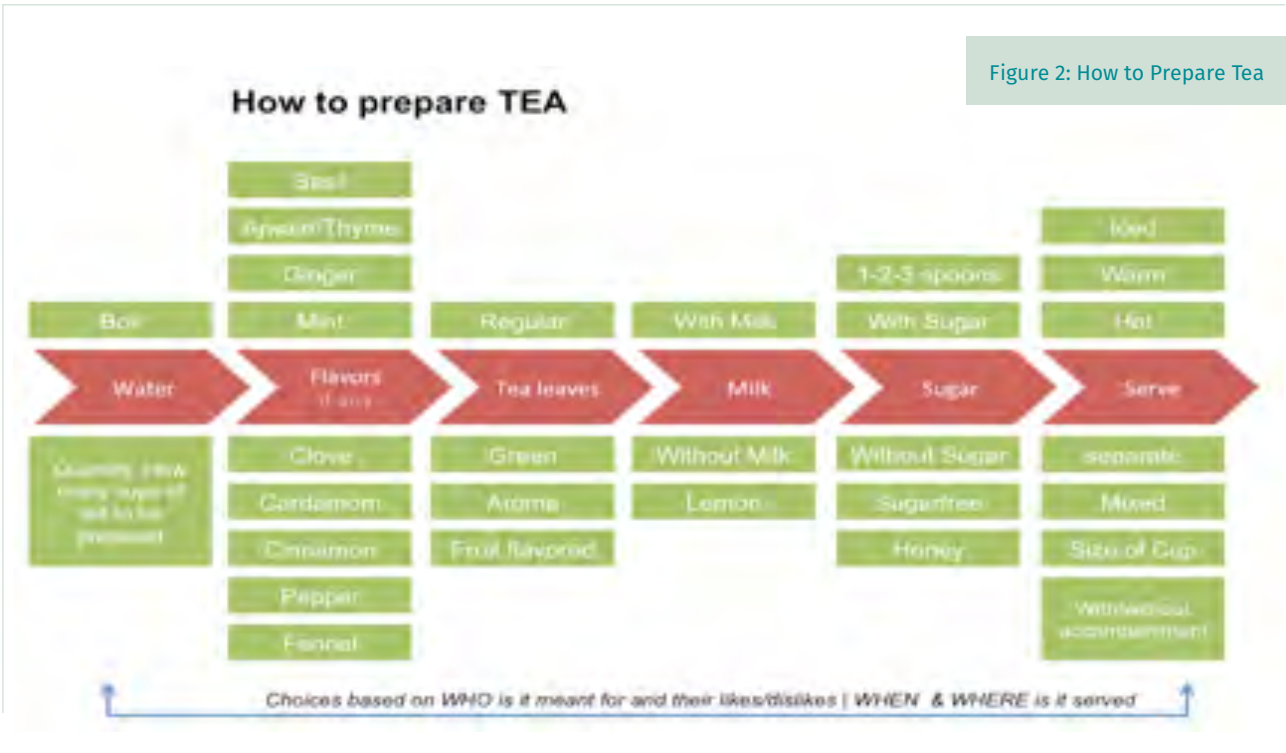 Figure 2: How to Prepare Tea
How to prepare TEA
Boil
Water
Ginger
Mint
Flavors
if any
Clove
Cardamom
Cinnamon
Pepper
Fennel
Regular
Tea leaves
Green
Aroma
Fruit flavored
With Milk
Milk
Without Milk
Lemon
1-2-3 spoons
With Sugar
Sugar
Without Sugar
Sugarfree
Honey
Iced
Warm
Hot
Serve
separate
Mixed
Size of Cup
accompaniment
Choices based on WHO is it meant for and their likes/dislikes | WHEN & WHERE is it served